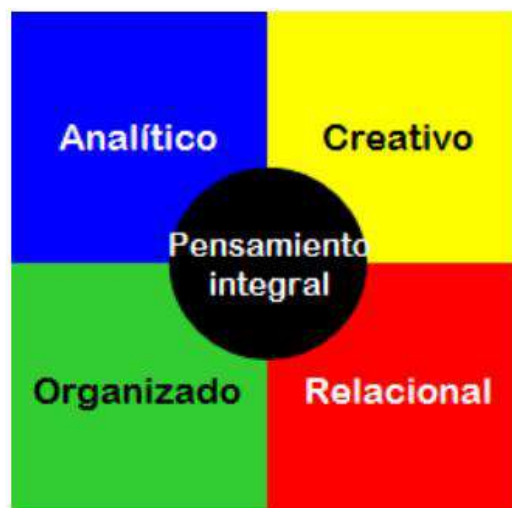 Analítico
Creativo
Pensamiento
integral
Organizado
Relacional